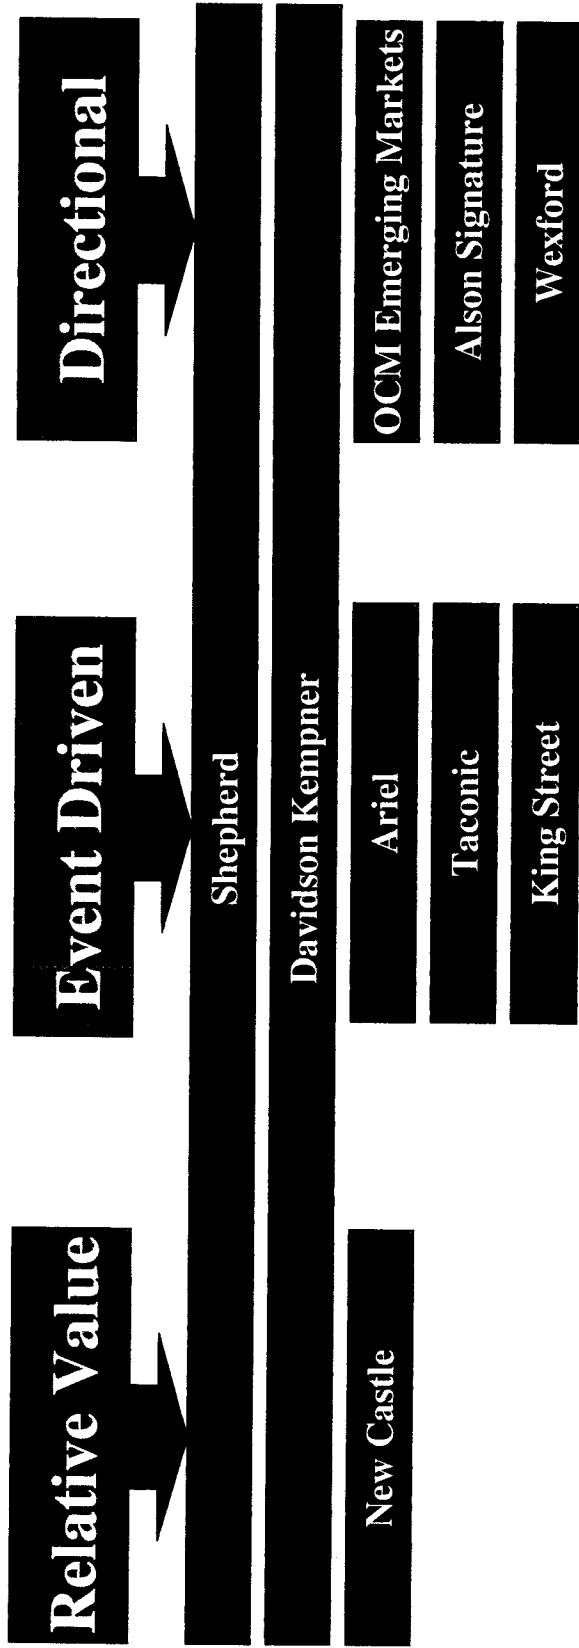 Relative Value
Event Driven
Directional
Shepherd
Davidson Kempner
New Castle
Ariel
OCM Emerging Markets
Taconic
Alson Signature
King Street
Wexford